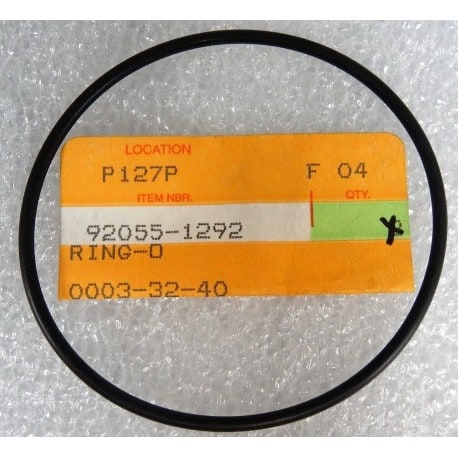 LOCATION
P127P F 04
ITEM NBR. QTY.
92055-1292
RING-O
0003-32-40